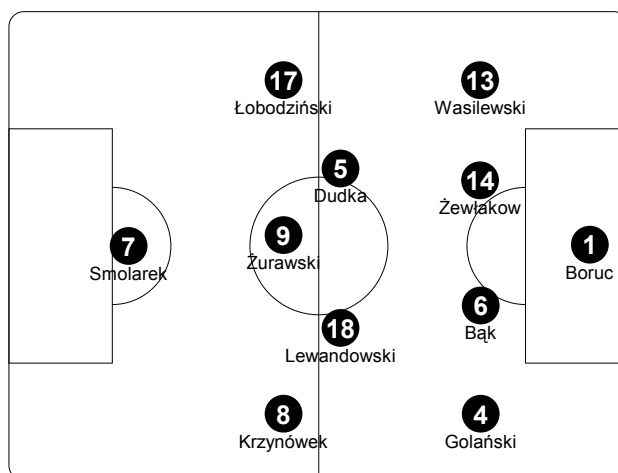 17
Łobodziński
13
Wasilewski
5
Dudka
14
Żewłakow
9
Żurawski
7
Smolarek
1
Boruc
6
Bąk
18
Lewandowski
8
Krzynówek
4
Golański